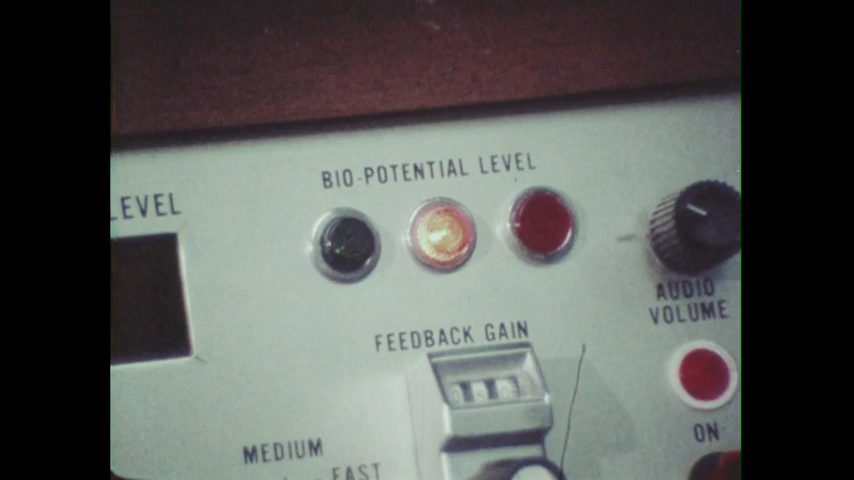 BIO-POTENTIAL LEVEL
LEVEL
AUDIO
VOLUME
FEEDBACK GAIN
ON
MEDIUM
FAST